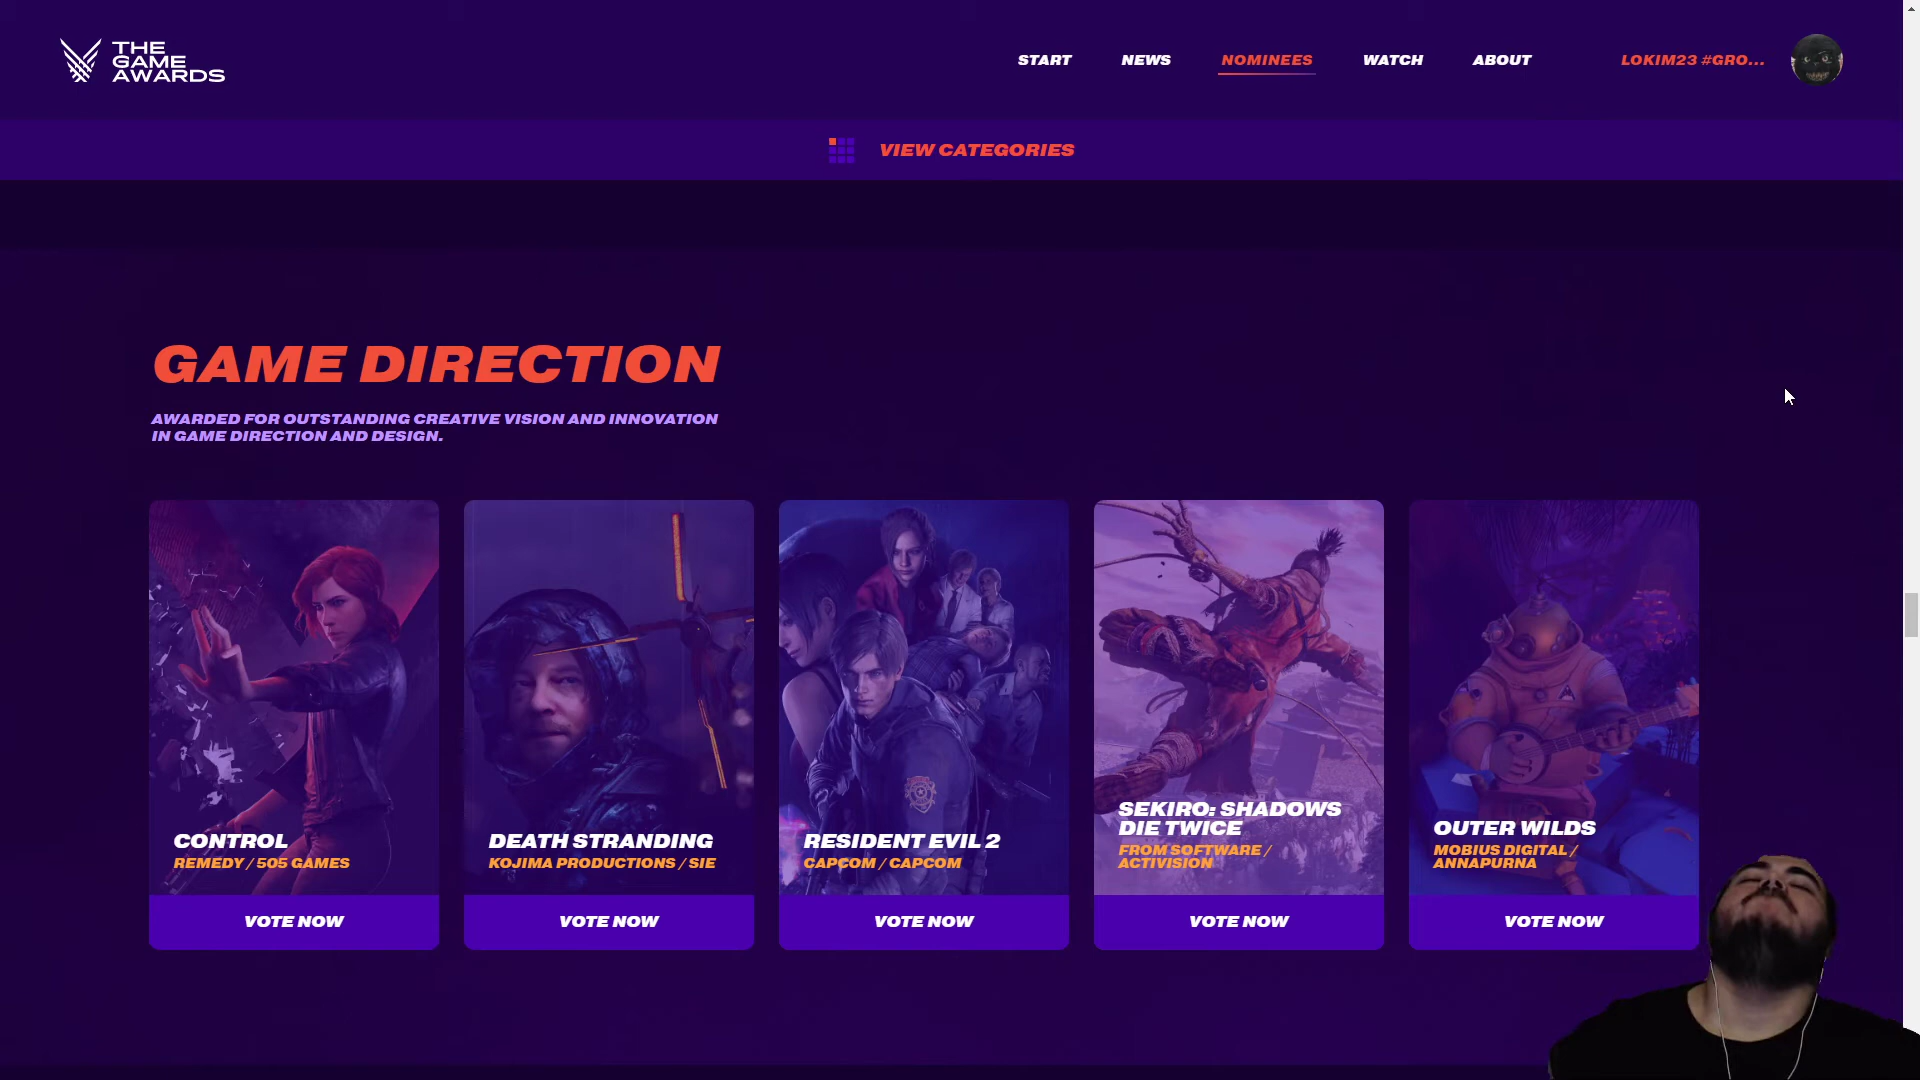 THE
GAME
AWARDS
START
NEWS
NOMINEES
WATCH
ABOUT
LOKIM23 #GRO...
VIEW CATEGORIES
GAME DIRECTION
AWARDED FOR OUTSTANDING CREATIVE VISION AND INNOVATION
IN GAME DIRECTION AND DESIGN.
CONTROL
REMEDY / 505 GAMES
VOTE NOW
DEATH STRANDING
KOJIMA PRODUCTIONS / SIE
VOTE NOW
RESIDENT EVIL 2
CAPCOM / CAPCOM
VOTE NOW
SEKIRO: SHADOWS
DIE TWICE
FROM SOFTWARE /
ACTIVISION
VOTE NOW
OUTER WILDS
MOBIUS DIGITAL /
ANNAPURNA
VOTE NOW